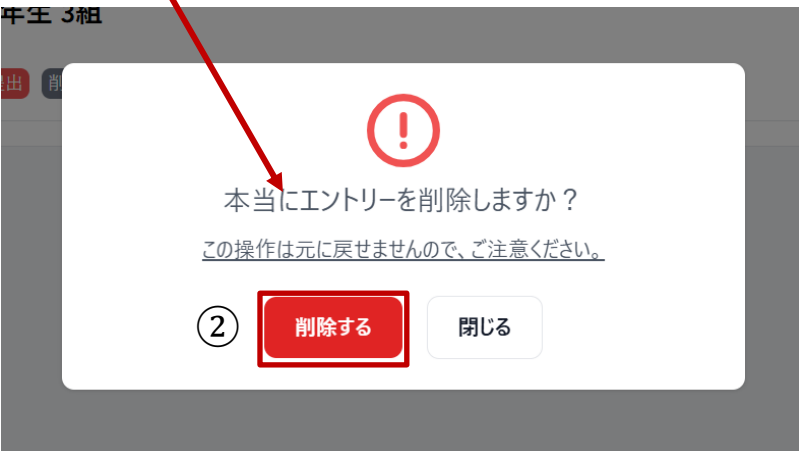 年生 3組
出 削
本当にエントリーを削除しますか？
この操作は元に戻せませんので、ご注意ください。
② 削除する 閉じる